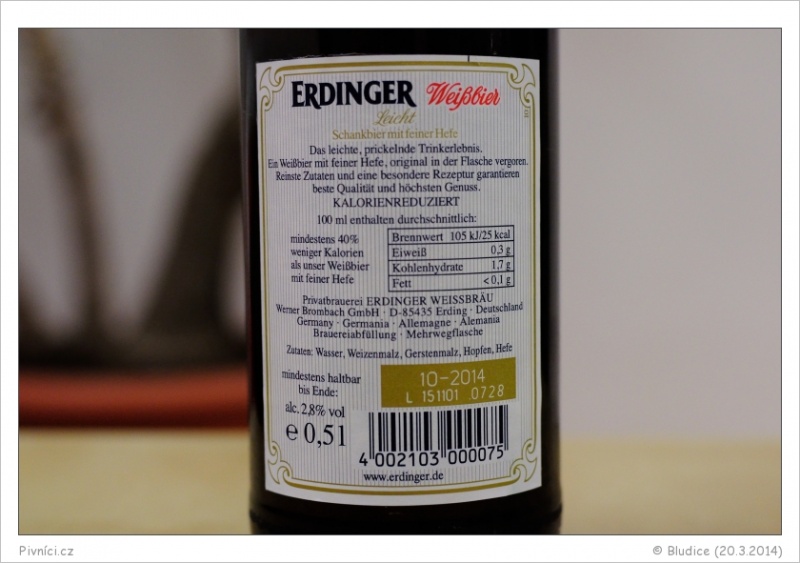 ERDINGER Weißbier
Leicht
Schankbier mit feiner Hefe
Das leichte, prickelnde Trinkerlebnis.
Ein Weißbier mit feiner Hefe, original in der Flasche vergoren.
Reinste Zutaten und eine besondere Rezeptur garantieren
beste Qualität und höchsten Genuss.
KALORIENREDUZIERT
100 ml enthalten durchschnittlich:
mindestens 40%
weniger Kalorien
als unser Weißbier
mit feiner Hefe
Brennwert 105 kJ/25 kcal
Eiweiß 0,3 g
Kohlenhydrate 1,7 g
Fett < 0,1 g
Privatbrauerei ERDINGER WEISSBRÄU
Werner Brombach GmbH · D-85435 Erding · Deutschland
Germany · Germania · Allemagne · Alemania
Brauereiabfüllung · Mehrwegflasche
Zutaten: Wasser, Weizenmalz, Gerstenmalz, Hopfen, Hefe
mindestens haltbar
bis Ende:
10-2014
L 151101 0728
alc. 2,8% vol
e 0,5l
4 002103 000075
www.erdinger.de
Pivníci.cz
© Bludice (20.3.2014)